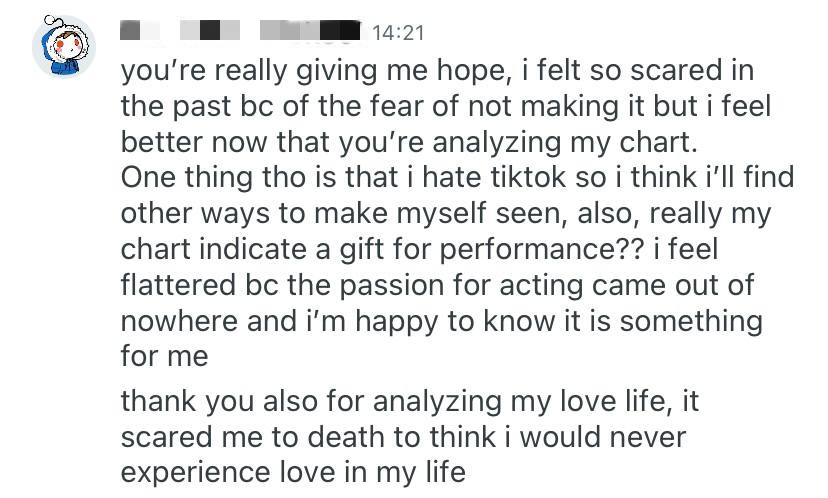 14:21
you’re really giving me hope, i felt so scared in
the past bc of the fear of not making it but i feel
better now that you’re analyzing my chart.
One thing tho is that i hate tiktok so i think i’ll find
other ways to make myself seen, also, really my
chart indicate a gift for performance?? i feel
flattered bc the passion for acting came out of
nowhere and i’m happy to know it is something
for me
thank you also for analyzing my love life, it
scared me to death to think i would never
experience love in my life